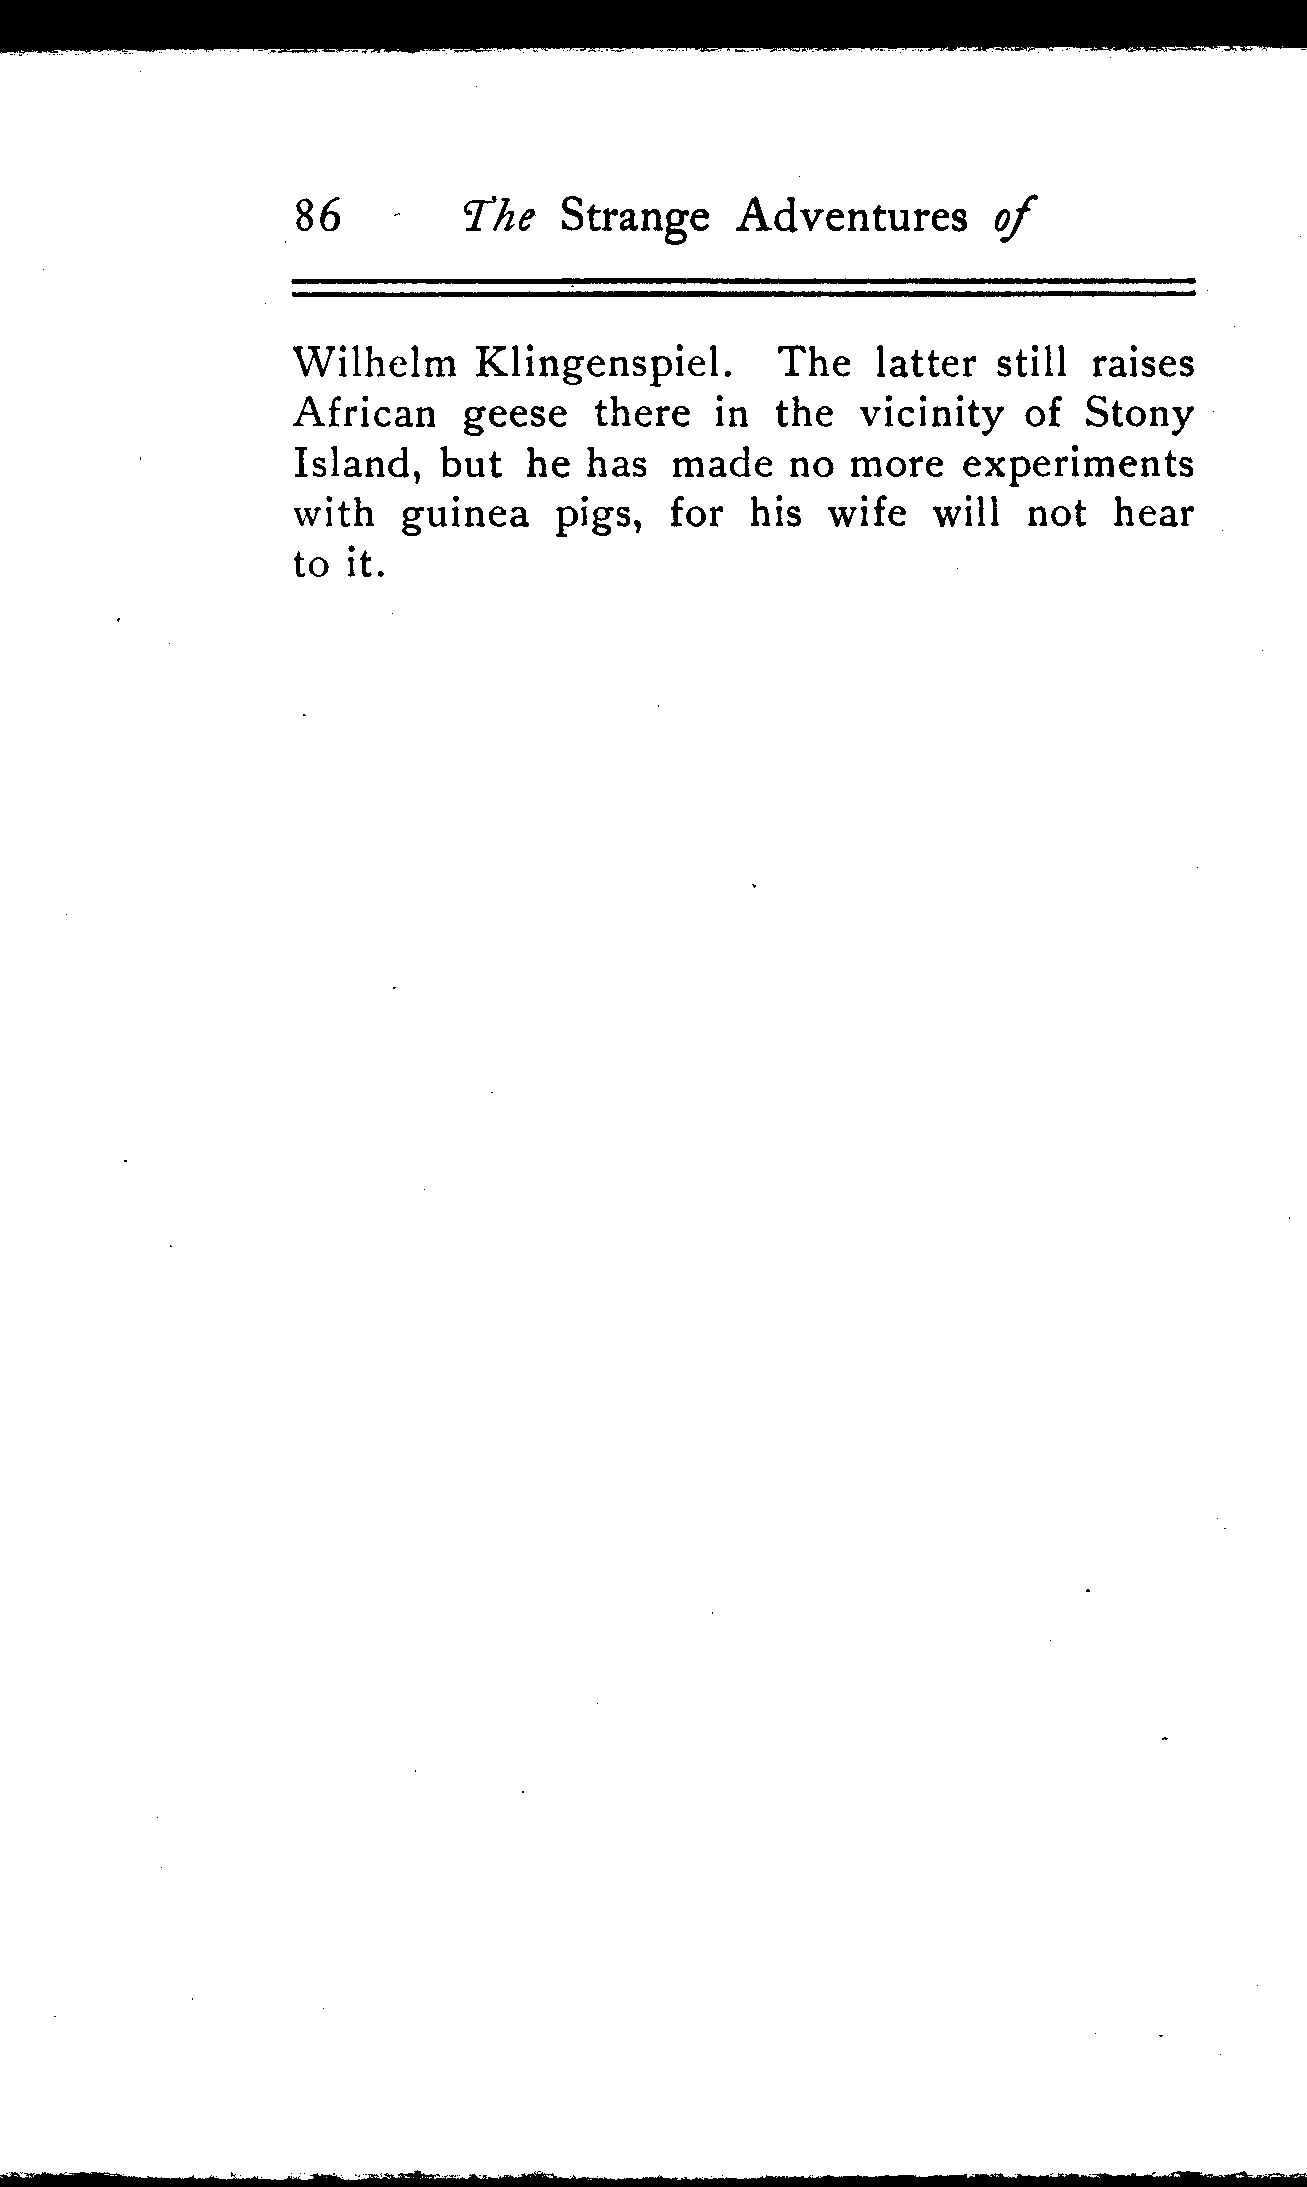 86 The Strange Adventures of
Wilhelm Klingenspiel. The latter still raises
African geese there in the vicinity of Stony
Island, but he has made no more experiments
with guinea pigs, for his wife will not hear
to it.